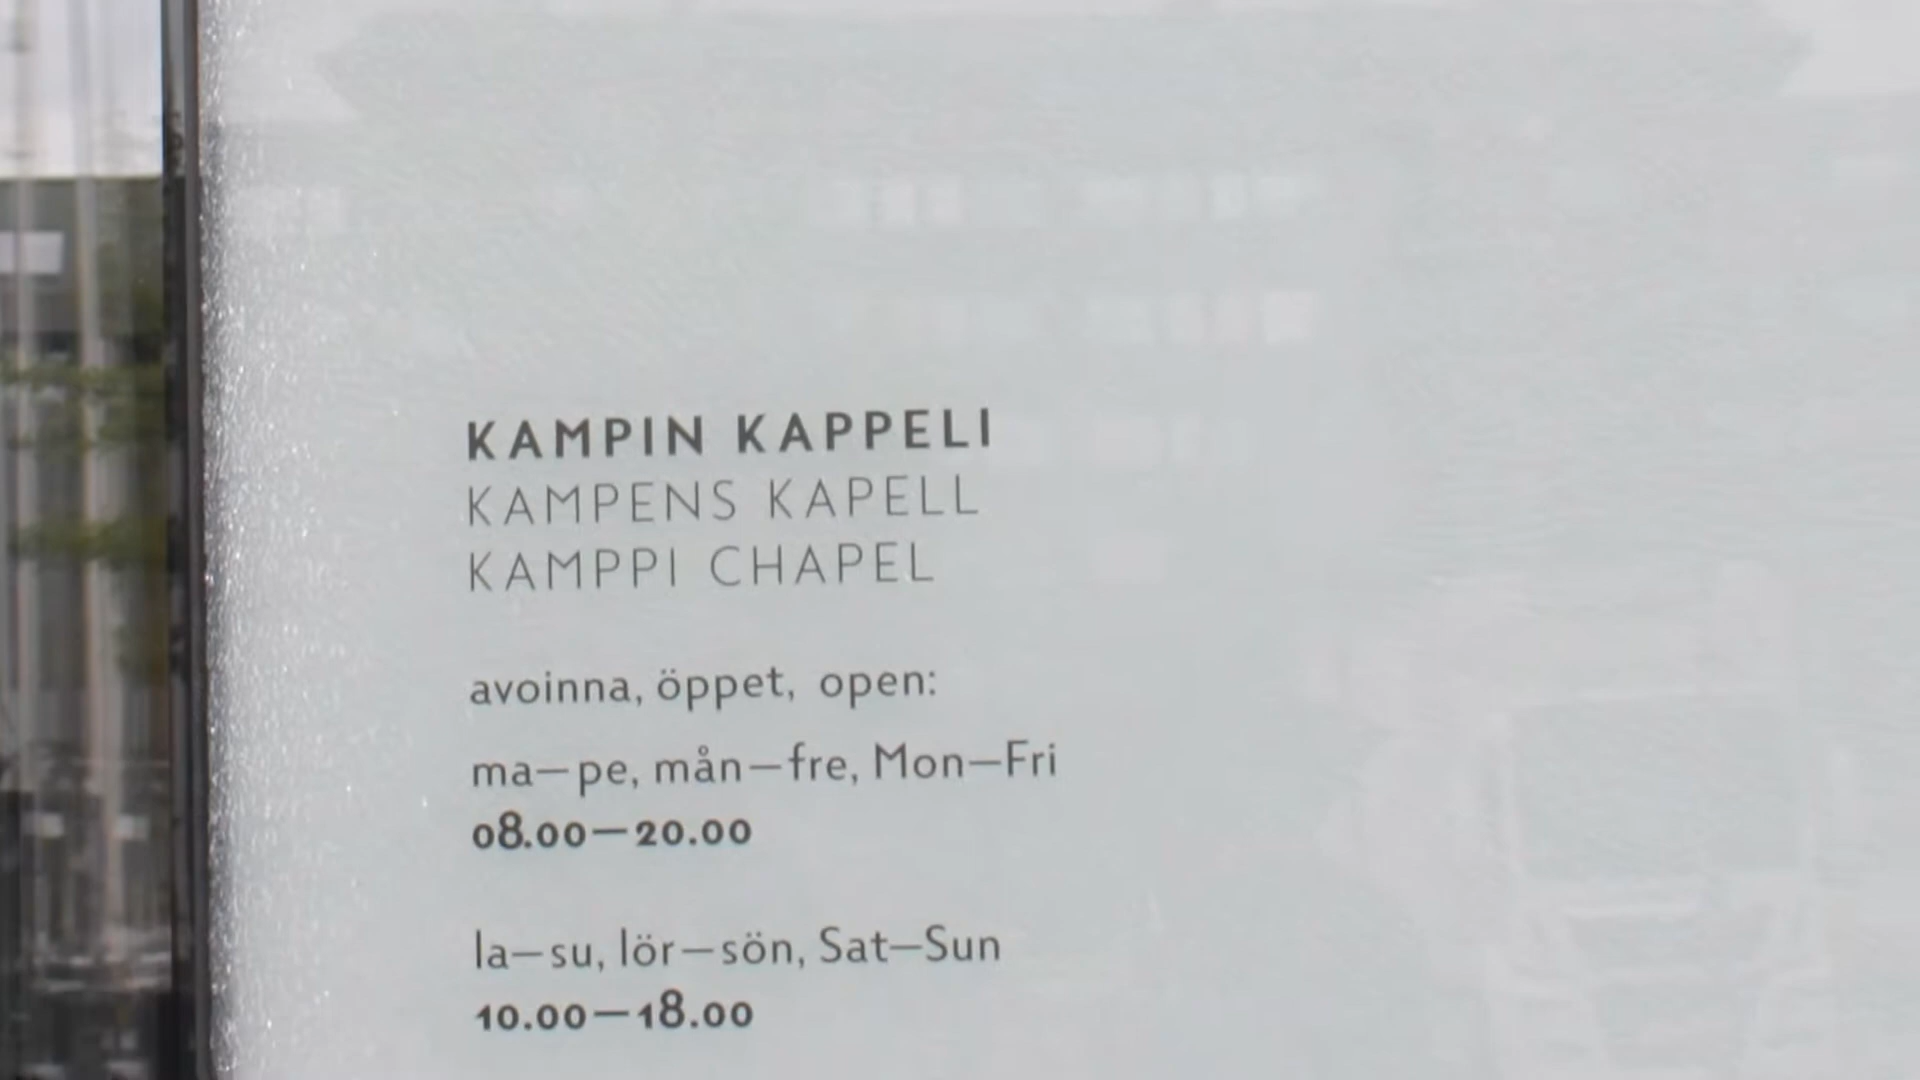 KAMPIN KAPPELI
KAMPENS KAPELL
KAMPPI CHAPEL
avoinna, öppet, open:
ma—pe, mån—fre, Mon—Fri
08.00—20.00
la—su, lör—sön, Sat—Sun
10.00—18.00